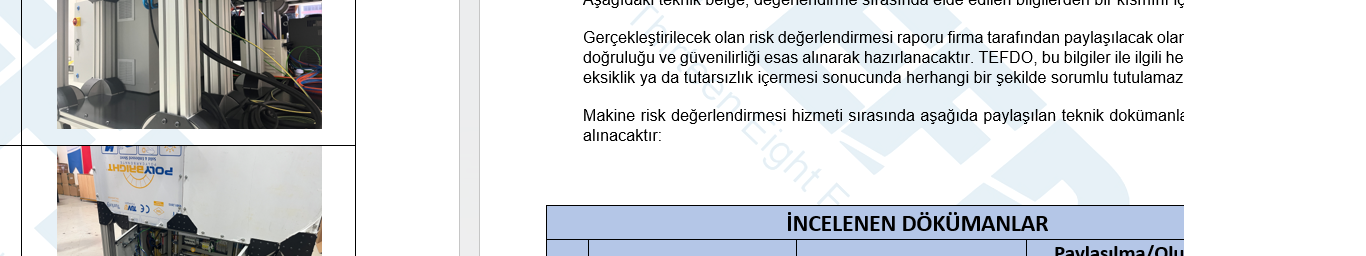 POLYBRIGHT
CE
Aşağıdaki teknik belge, değerlendirme sırasında elde edilen bilgilerden bir kısmını iç
Gerçekleştirilecek olan risk değerlendirmesi raporu firma tarafından paylaşılacak olar
doğruluğu ve güvenilirliği esas alınarak hazırlanacaktır. TEFDO, bu bilgiler ile ilgili he
eksiklik ya da tutarsızlık içermesi sonucunda herhangi bir şekilde sorumlu tutulamaz
Makine risk değerlendirmesi hizmeti sırasında aşağıda paylaşılan teknik dokümanla
alınacaktır:
Eight
İNCELENEN DÖKÜMANLAR
Paylaşılma/Olu